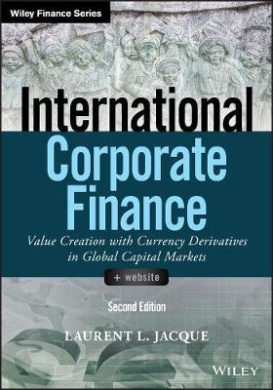 Wiley Finance Series
International
Corporate
Finance
Value Creation with Currency Derivatives
in Global Capital Markets
+ website
Second Edition
LAURENT L. JACQUE
WILEY